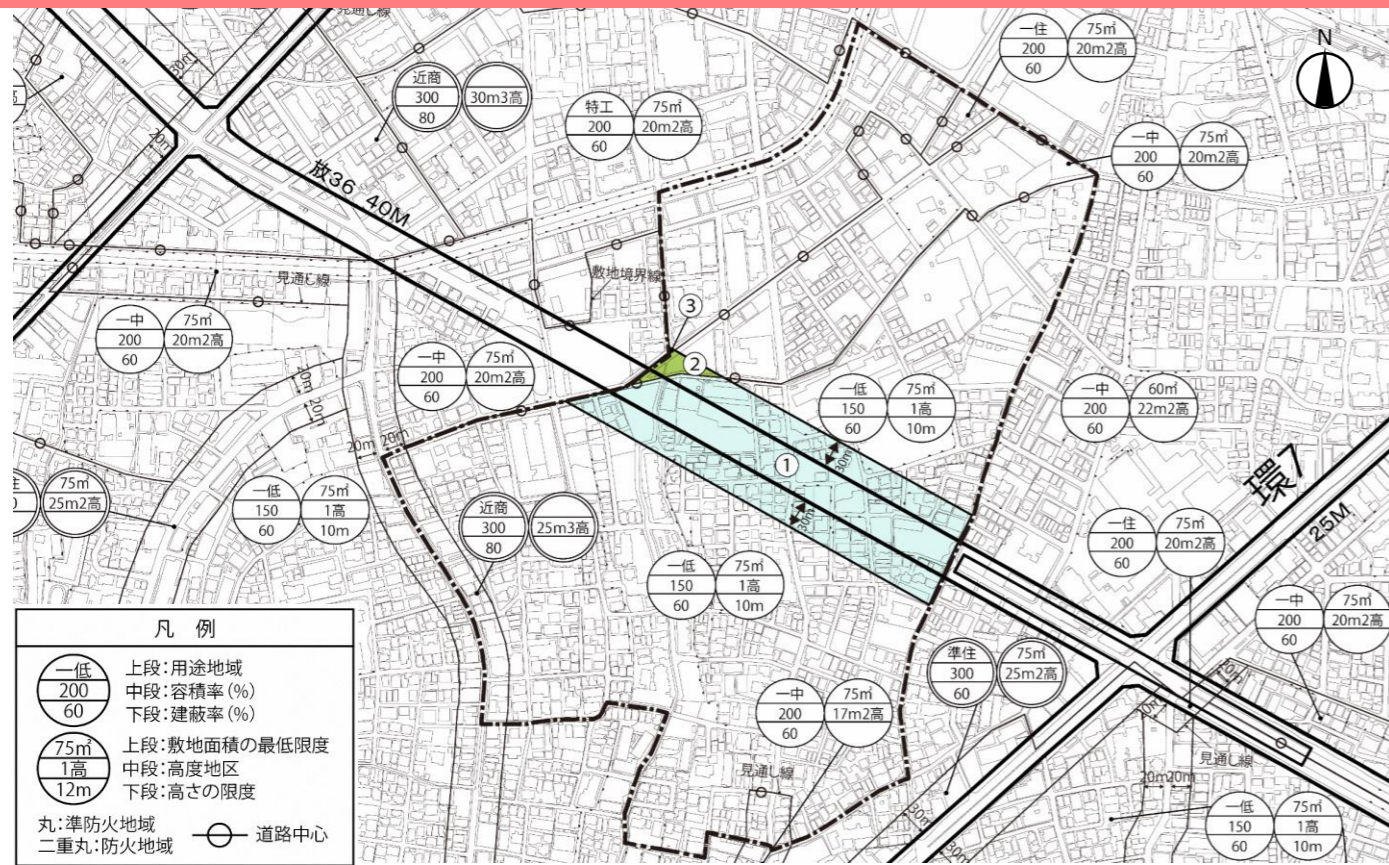 見通し線
30m
20m
近商
300
80
30m3高
特工
200
60
75㎡
20m2高
一住
200
60
75㎡
20m2高
N
一中
200
60
75㎡
20m2高
放36 40M
見通し線
敷地境界線
③
②
①
一中
200
60
75㎡
20m2高
一中
200
60
75㎡
20m2高
一低
150
60
75㎡
1高
10m
30m
一中
200
60
60㎡
22m2高
環7
25M
20m
20m
20m 20m
住
75㎡
25m2高
一低
150
60
75㎡
1高
10m
近商
300
80
25m3高
30m
一低
150
60
75㎡
1高
10m
一住
200
60
75㎡
20m2高
一中
200
60
75㎡
20m2高
準住
300
60
75㎡
25m2高
一中
200
60
75㎡
17m2高
見通し線
20m
20m
見通し線
20m 20m
30m
30m
一低
150
60
75㎡
1高
10m
凡 例
一低
200
60
上段:用途地域
中段:容積率(%)
下段:建蔽率(%)
75㎡
1高
12m
上段:敷地面積の最低限度
中段:高度地区
下段:高さの限度
丸:準防火地域
二重丸:防火地域
道路中心